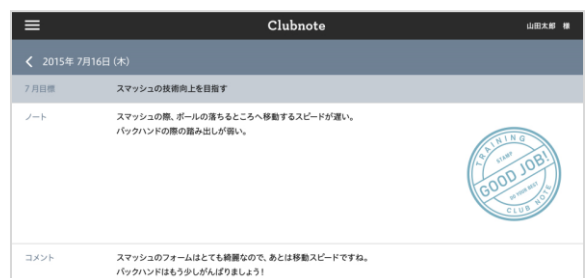 Clubnote
山田太郎 様
2015年 7月16日 (木)
7月目標
スマッシュの技術向上を目指す
ノート
スマッシュの際、ボールの落ちるところへ移動するスピードが遅い。
バックハンドの際の踏み出しが弱い。
TRAINING
STAMP
GOOD JOB!
DO YOUR BEST
CLUB NOTE
コメント
スマッシュのフォームはとても綺麗なので、あとは移動スピードですね。
バックハンドはもう少しがんばりましょう!